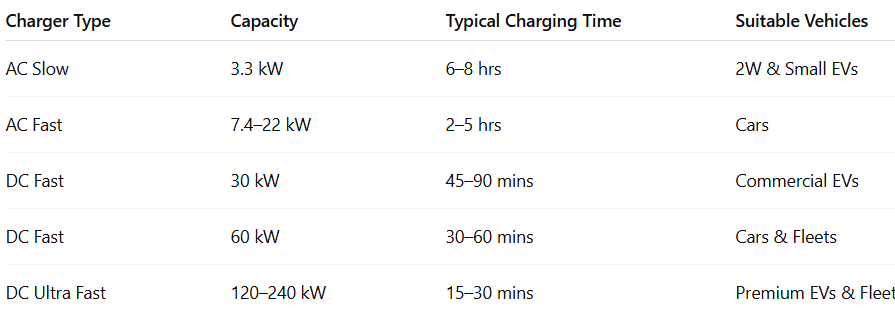 Charger Type Capacity Typical Charging Time Suitable Vehicles
AC Slow 3.3 kW 6–8 hrs 2W & Small EVs
AC Fast 7.4–22 kW 2–5 hrs Cars
DC Fast 30 kW 45–90 mins Commercial EVs
DC Fast 60 kW 30–60 mins Cars & Fleets
DC Ultra Fast 120–240 kW 15–30 mins Premium EVs & Fleet